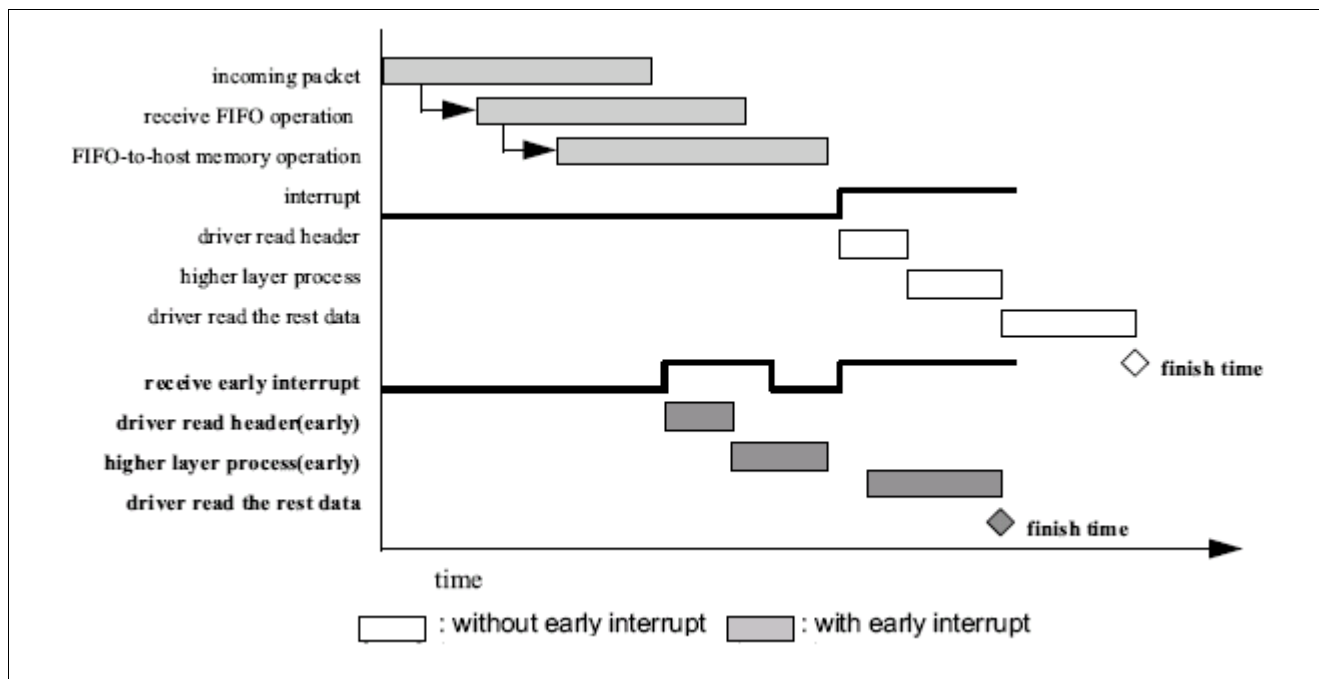 incoming packet
receive FIFO operation
FIFO-to-host memory operation
interrupt
driver read header
higher layer process
driver read the rest data
finish time
receive early interrupt
driver read header(early)
higher layer process(early)
driver read the rest data
finish time
time
: without early interrupt
: with early interrupt